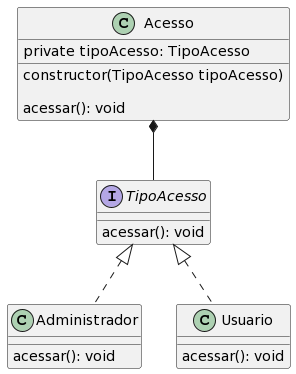 C Acesso
private tipoAcesso: TipoAcesso
constructor(TipoAcesso tipoAcesso)
acessar(): void
I TipoAcesso
acessar(): void
C Administrador
acessar(): void
C Usuario
acessar(): void